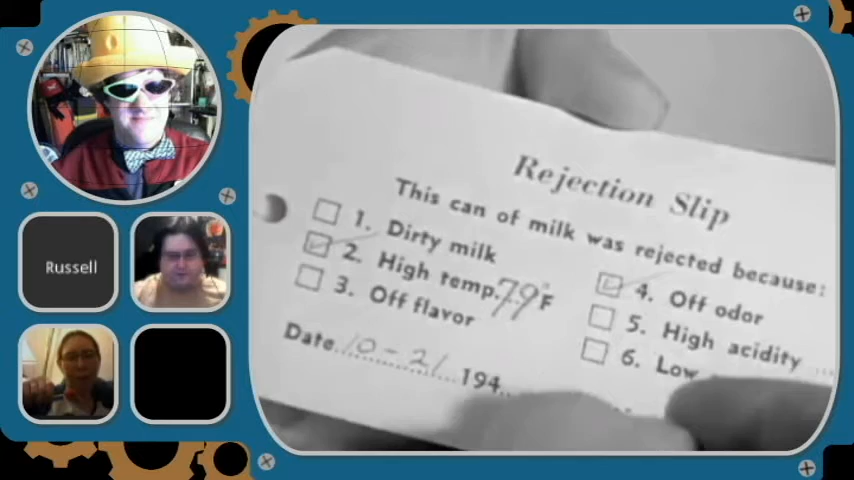 Russell
Rejection Slip
This can of milk was rejected because:
1. Dirty milk
2. High temp. 79°F
3. Off flavor
4. Off odor
5. High acidity
6. Low
Date 10-21 194